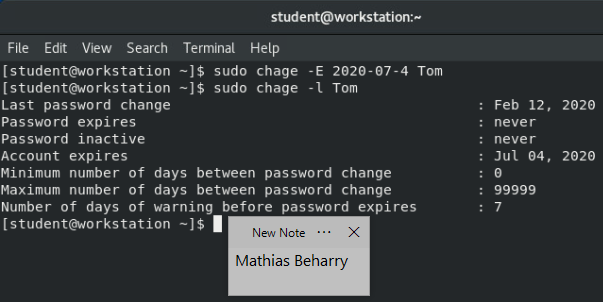 student@workstation:~
File Edit View Search Terminal Help
[student@workstation ~]$ sudo chage -E 2020-07-4 Tom
[student@workstation ~]$ sudo chage -l Tom
Last password change : Feb 12, 2020
Password expires : never
Password inactive : never
Account expires : Jul 04, 2020
Minimum number of days between password change : 0
Maximum number of days between password change : 99999
Number of days of warning before password expires : 7
[student@workstation ~]$
New Note ··· ×
Mathias Beharry